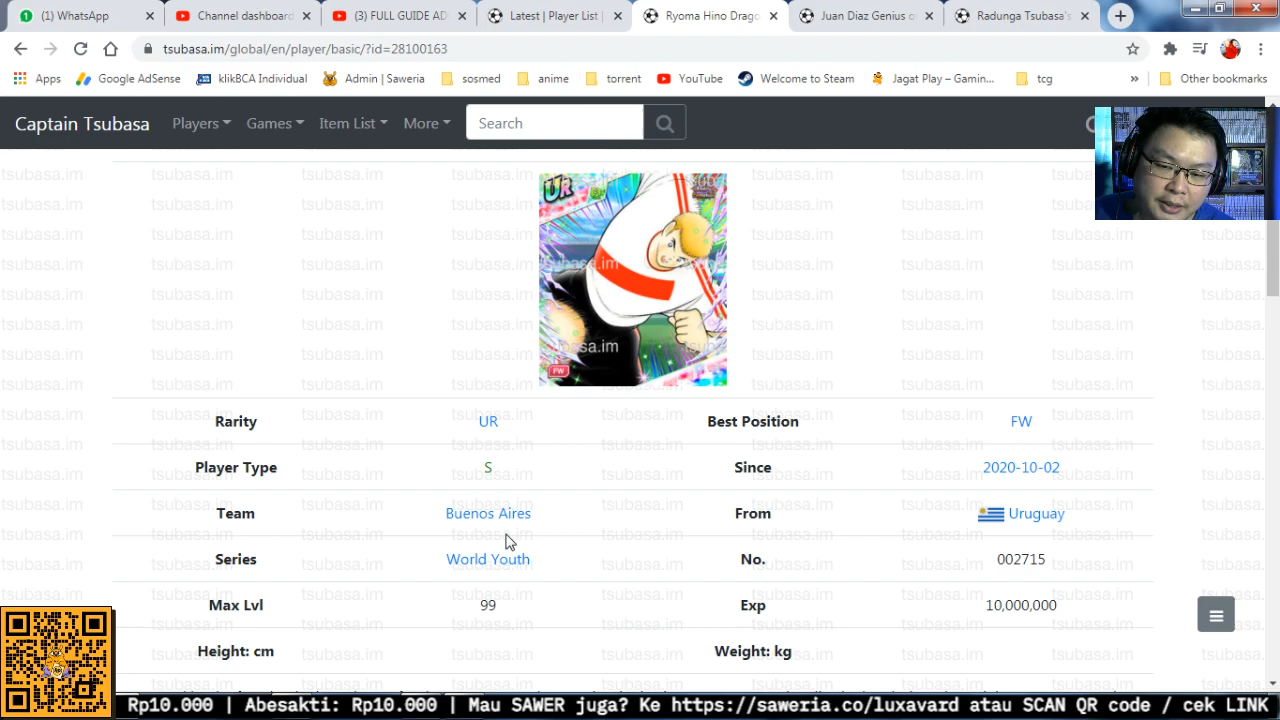 (1) WhatsApp
Channel dashboard
(3) FULL GUIDE AD
Latest | Player List |
Ryoma Hino Drago
Juan Diaz Genius o
Radunga Tsubasa's
tsubasa.im/global/en/player/basic/?id=28100163
Apps
Google AdSense
klikBCA Individual
Admin | Saweria
sosmed
anime
torrent
YouTube
Welcome to Steam
Jagat Play – Gamin...
tcg
»
Other bookmarks
Captain Tsubasa
Players
Games
Item List
More
Search
UR
FW
tsubasa.im
Rarity UR Best Position FW
Player Type S Since 2020-10-02
Team Buenos Aires From Uruguay
Series World Youth No. 002715
Max Lvl 99 Exp 10,000,000
Height: cm Weight: kg
Rp10.000 | Abesakti: Rp10.000 | Mau SAWER juga? Ke https://saweria.co/luxavard atau SCAN QR code / cek LINK